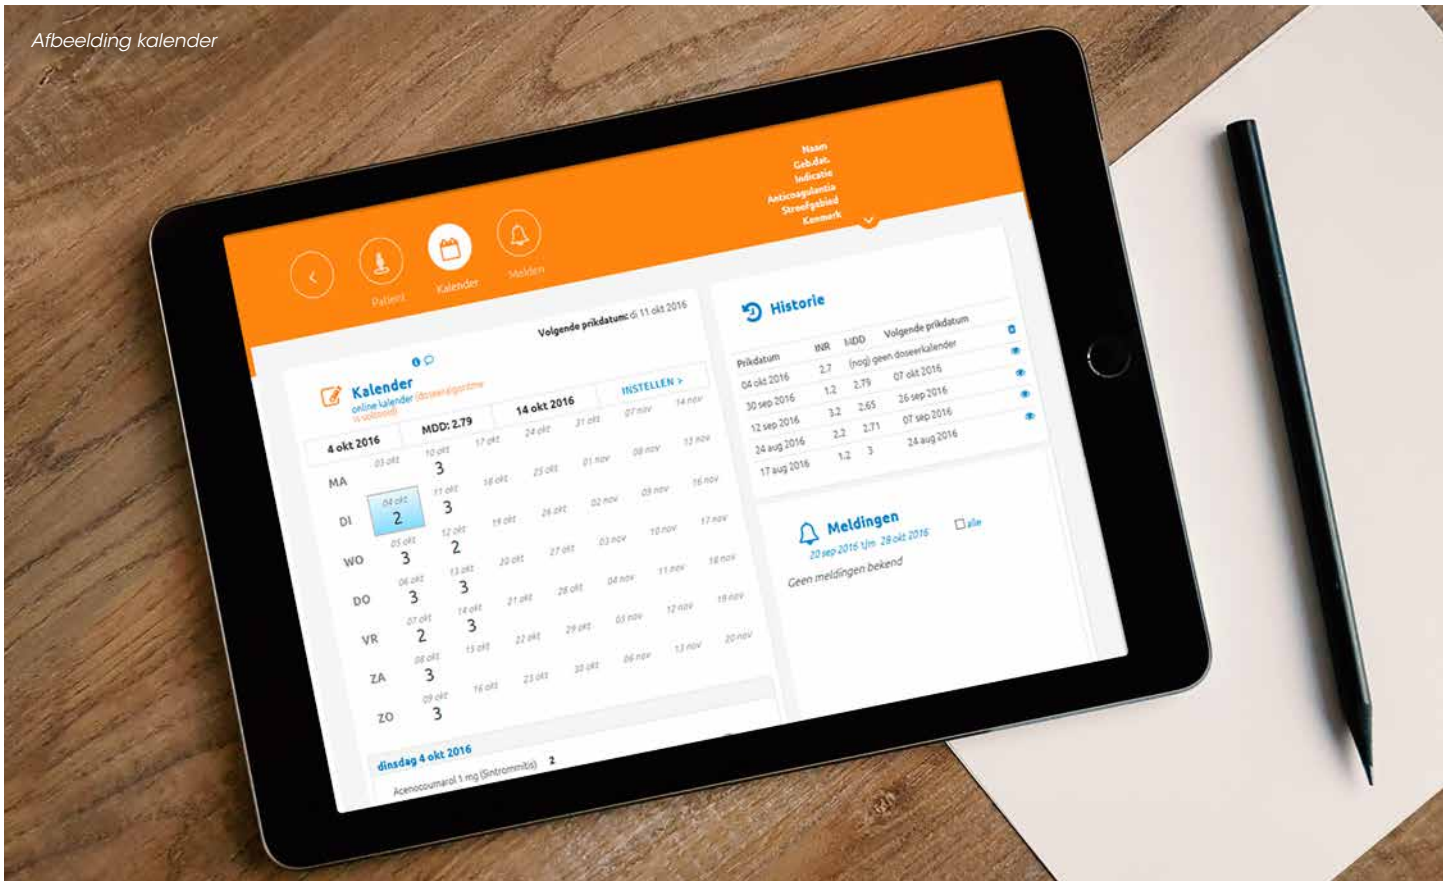 Afbeelding kalender
Naam
Geb.dat.
Indicatie
Anticoagulantia
Streefgebied
Kenmerk
Patient
Kalender
Melden
Volgende prikdatum: di 11 okt 2016
Kalender
online kalender (doseeralgoritme
is voltooid)
4 okt 2016 MDD: 2.79 14 okt 2016 INSTELLEN >
03 okt 10 okt 17 okt 24 okt 31 okt 07 nov 14 nov
MA 3
04 okt 11 okt 18 okt 25 okt 01 nov 08 nov 15 nov
DI 2 3
05 okt 12 okt 19 okt 26 okt 02 nov 09 nov 16 nov
WO 3 2
06 okt 13 okt 20 okt 27 okt 03 nov 10 nov 17 nov
DO 3 3
07 okt 14 okt 21 okt 28 okt 04 nov 11 nov 18 nov
VR 2 3
08 okt 15 okt 22 okt 29 okt 05 nov 12 nov 19 nov
ZA 3
09 okt 16 okt 23 okt 30 okt 06 nov 13 nov 20 nov
ZO 3
dinsdag 4 okt 2016
Acenocoumarol 1 mg (Sintrommitis) 2
Historie
Prikdatum INR MDD Volgende prikdatum
04 okt 2016 2.7 (nog) geen doseerkalender
30 sep 2016 1.2 2.79 07 okt 2016
12 sep 2016 3.2 2.65 26 sep 2016
24 aug 2016 2.2 2.71 07 sep 2016
17 aug 2016 1.2 3 24 aug 2016
Meldingen
20 sep 2016 t/m 28 okt 2016 alle
Geen meldingen bekend